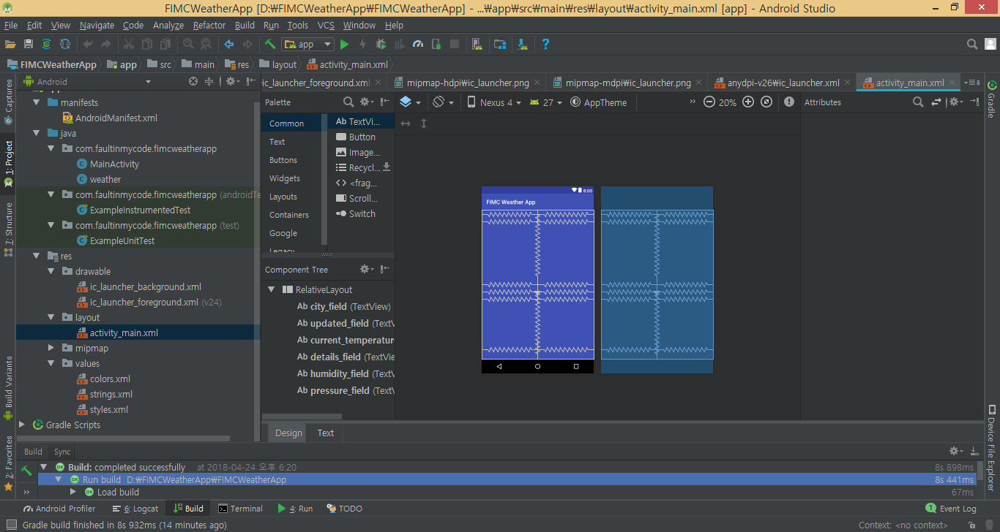 FIMCWeatherApp [D:₩FIMCWeatherApp₩FIMCWeatherApp] - ...₩app₩src₩main₩res₩layout₩activity_main.xml [app] - Android Studio
File Edit View Navigate Code Analyze Refactor Build Run Tools VCS Window Help
app
FIMCWeatherApp app src main res layout activity_main.xml
Android
ic_launcher_foreground.xml mipmap-hdpi₩ic_launcher.png mipmap-mdpi₩ic_launcher.png anydpi-v26₩ic_launcher.xml activity_main.xml
Captures
1: Project
7: Structure
Build Variants
2: Favorites
manifests
AndroidManifest.xml
java
com.faultinmycode.fimcweatherapp
MainActivity
weather
com.faultinmycode.fimcweatherapp (androidTe
ExampleInstrumentedTest
com.faultinmycode.fimcweatherapp (test)
ExampleUnitTest
res
drawable
ic_launcher_background.xml
ic_launcher_foreground.xml (v24)
layout
activity_main.xml
mipmap
values
colors.xml
strings.xml
styles.xml
Gradle Scripts
Palette
Common
Text
Buttons
Widgets
Layouts
Containers
Google
Legacy
Ab TextVi...
Button
Image...
Recycl...
<frag...
Scroll...
Switch
Component Tree
RelativeLayout
Ab city_field (TextView)
Ab updated_field (TextV
Ab current_temperatur
Ab details_field (TextVie
Ab humidity_field (TextV
Ab pressure_field (TextV
Nexus 4 27 AppTheme
20%
Attributes
8:00
FIMC Weather App
Design Text
Gradle
Device File Explorer
Build Sync
Build: completed successfully at 2018-04-24 오후 6:20 8s 898ms
Run build D:₩FIMCWeatherApp₩FIMCWeatherApp 8s 441ms
Load build 67ms
Android Profiler 6: Logcat Build Terminal 4: Run TODO 1 Event Log
Gradle build finished in 8s 932ms (14 minutes ago) Context: <no context>